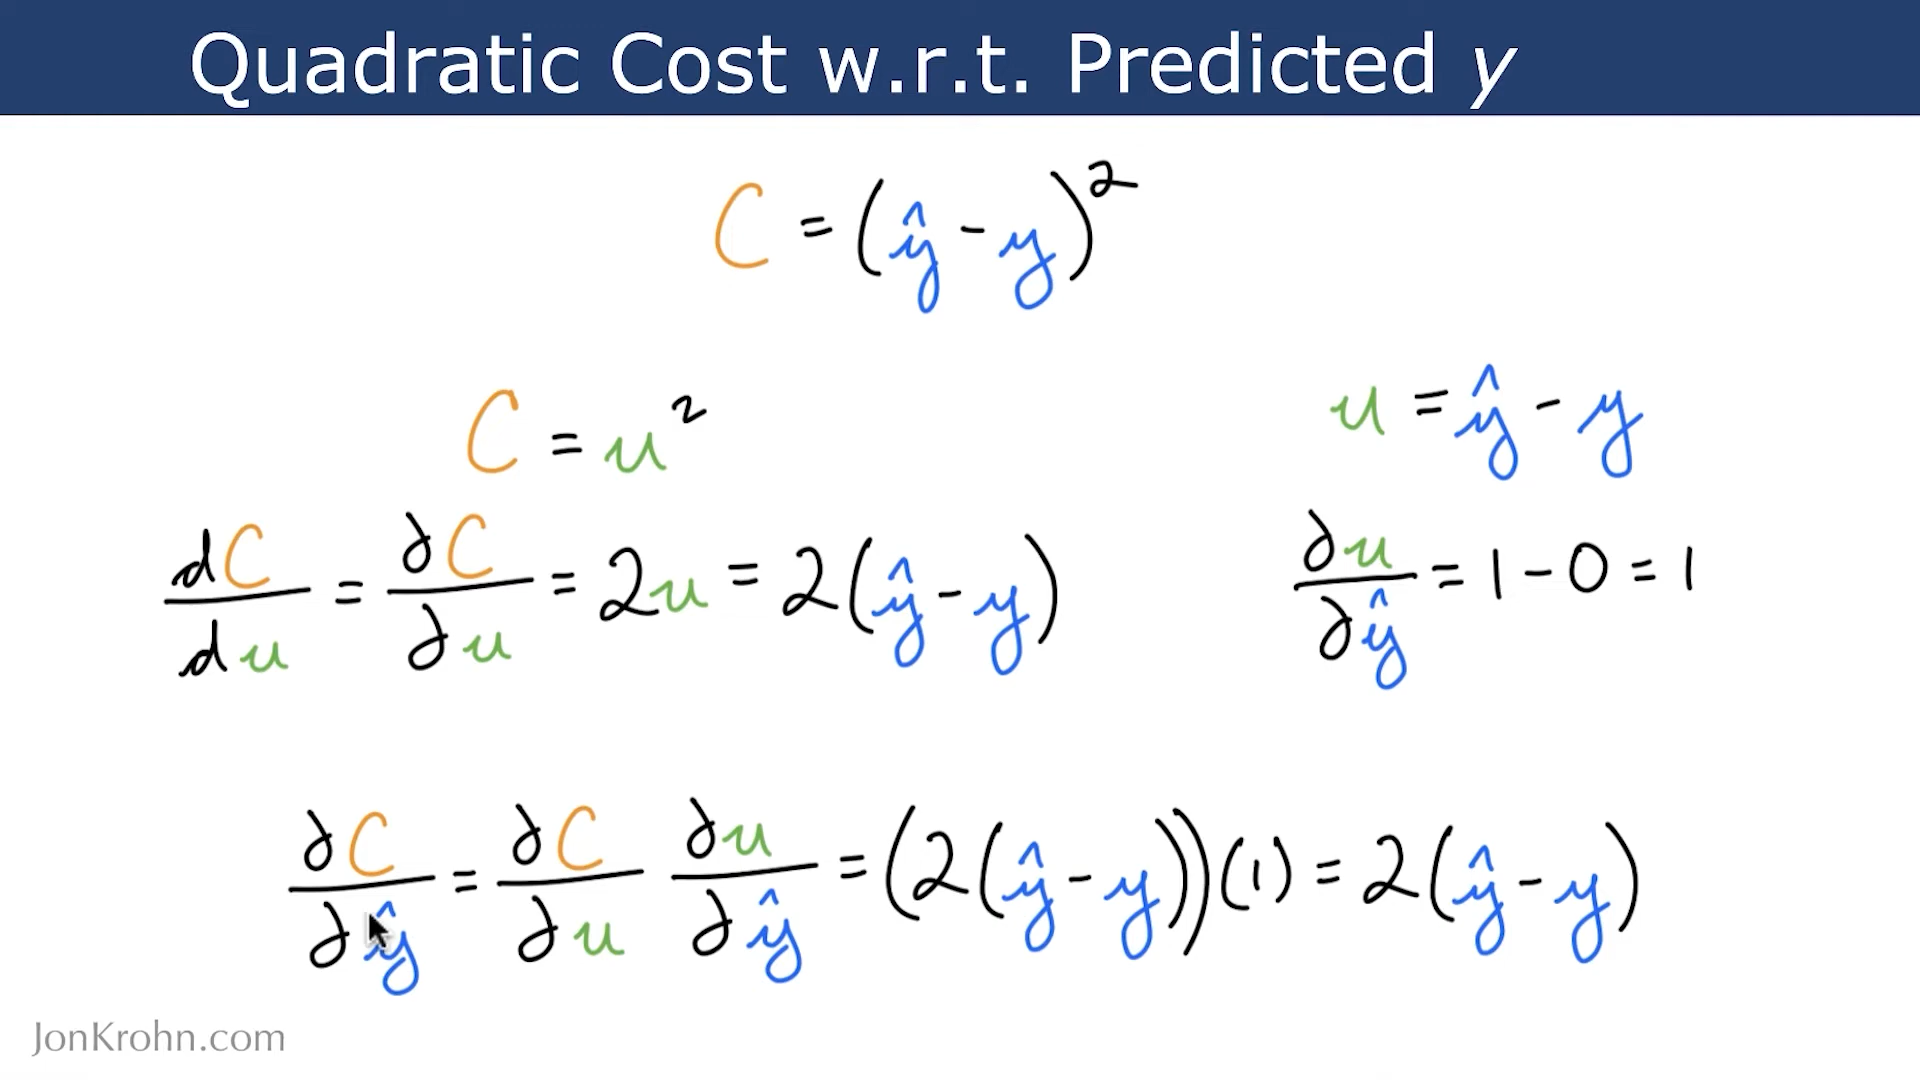 Quadratic Cost w.r.t. Predicted y
C = (ŷ - y)²
C = u²
u = ŷ - y
dC/du = ∂C/∂u = 2u = 2(ŷ - y)
∂u/∂ŷ = 1 - 0 = 1
∂C/∂ŷ = ∂C/∂u ∂u/∂ŷ = (2(ŷ - y))(1) = 2(ŷ - y)
JonKrohn.com